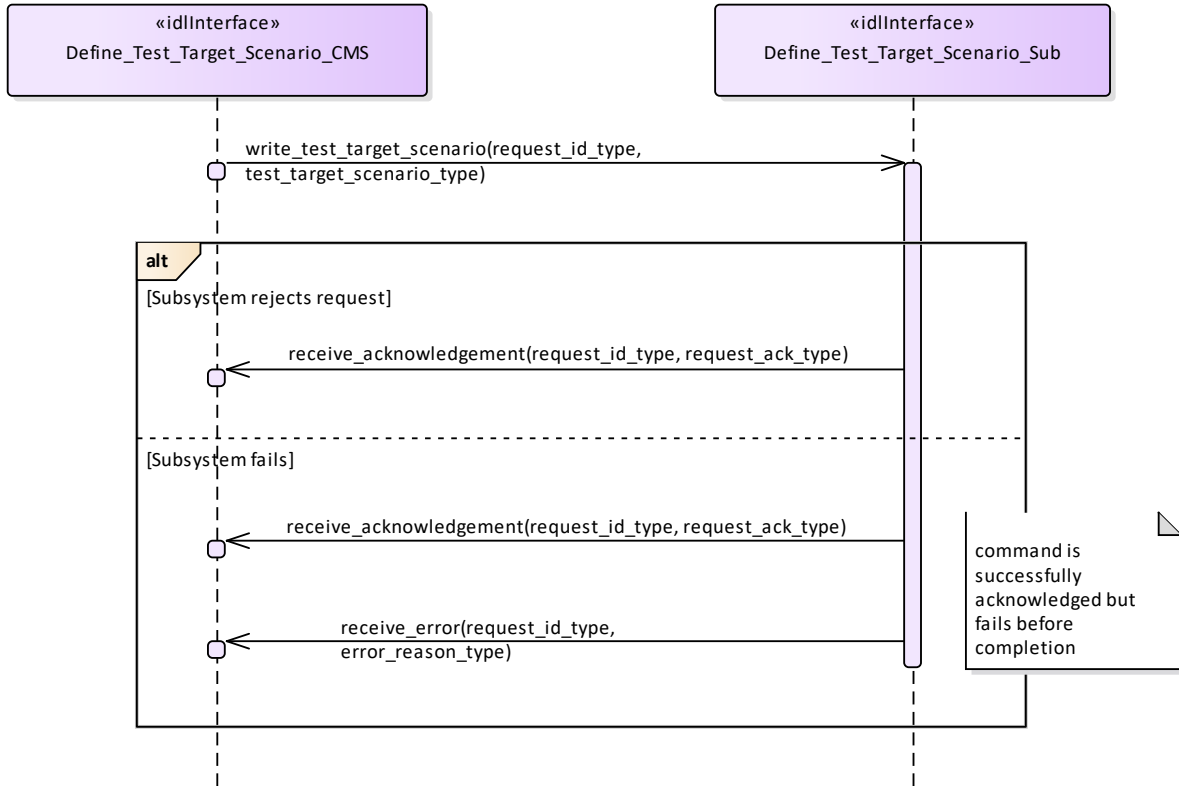 «idlInterface»
Define_Test_Target_Scenario_CMS
«idlInterface»
Define_Test_Target_Scenario_Sub
write_test_target_scenario(request_id_type,
test_target_scenario_type)
alt
[Subsystem rejects request]
receive_acknowledgement(request_id_type, request_ack_type)
[Subsystem fails]
receive_acknowledgement(request_id_type, request_ack_type)
command is
successfully
acknowledged but
fails before
completion
receive_error(request_id_type,
error_reason_type)